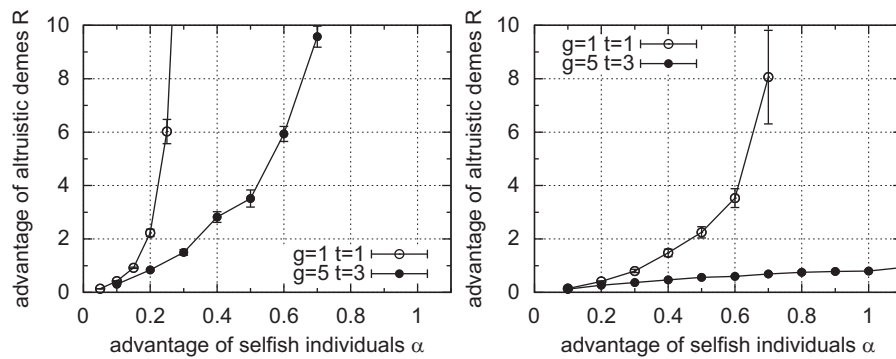 advantage of altruistic demes R
10
8
6
4
2
0
0 0.2 0.4 0.6 0.8 1
g=1 t=1
g=5 t=3
advantage of selfish individuals α
advantage of altruistic demes R
10
8
6
4
2
0
0 0.2 0.4 0.6 0.8 1
g=1 t=1
g=5 t=3
advantage of selfish individuals α